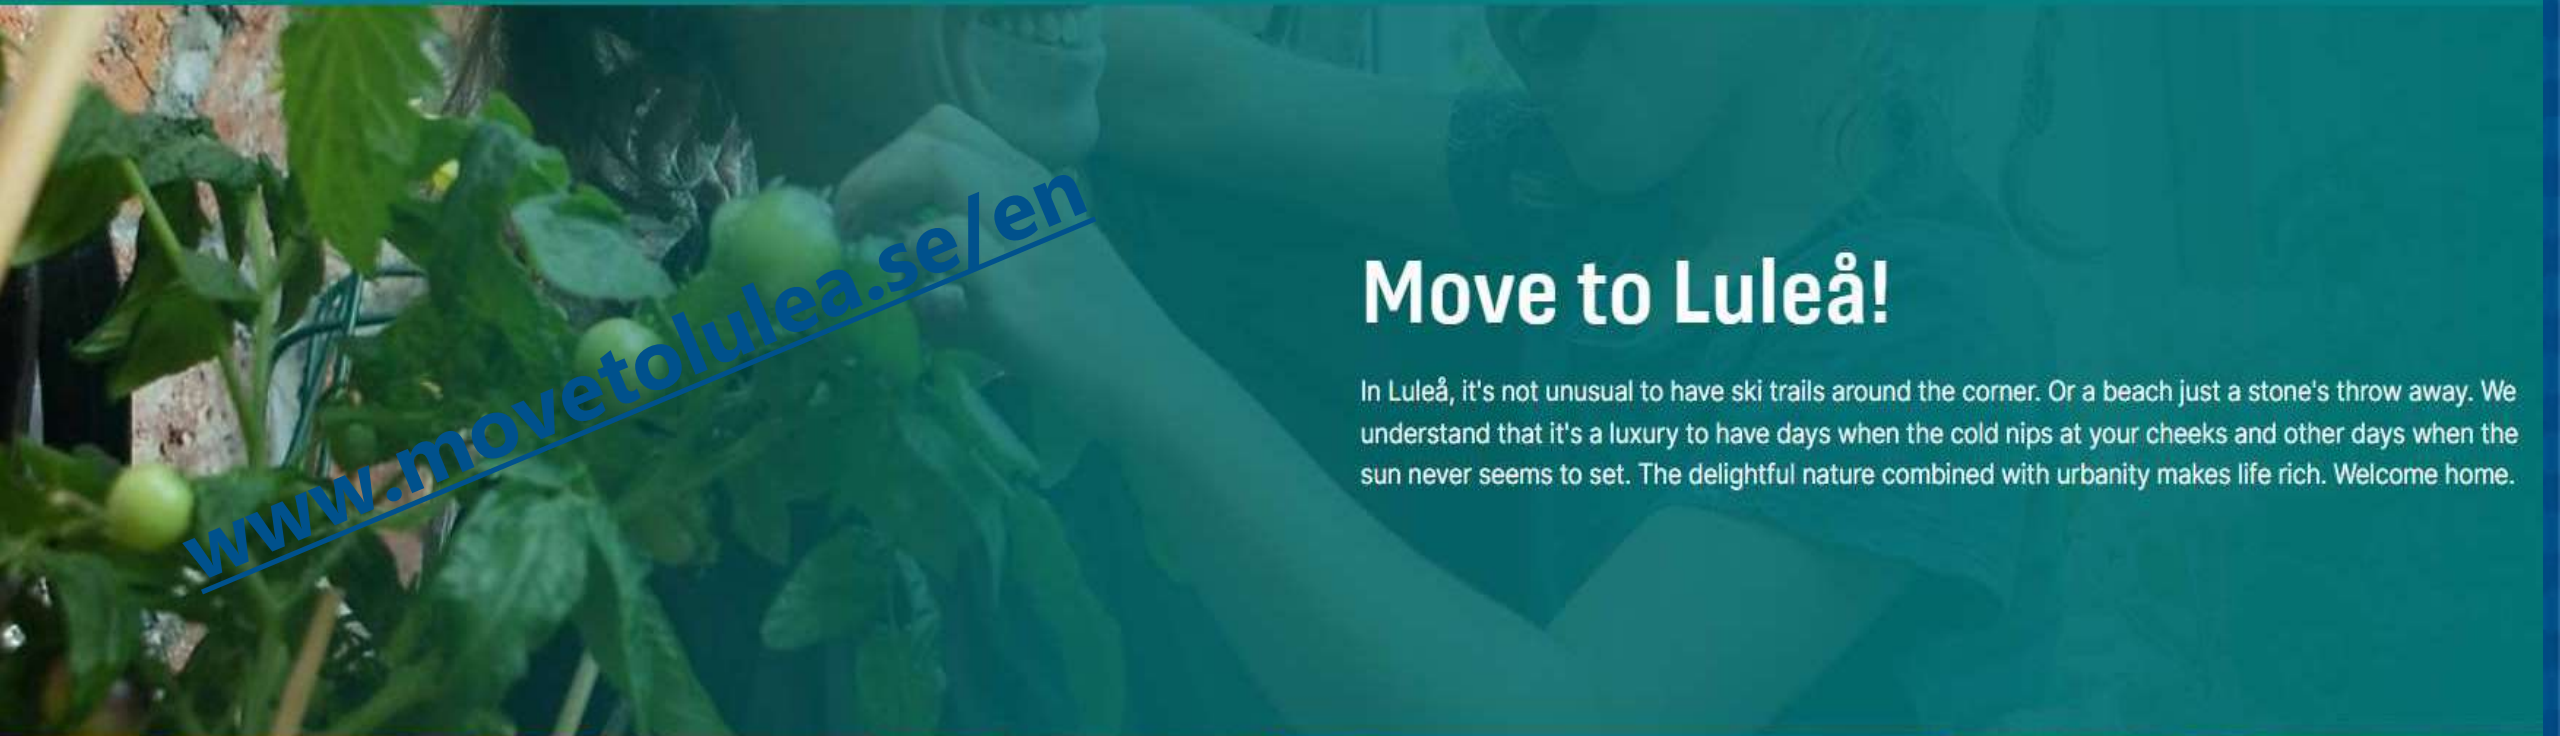 www.movetolulea.se/en
Move to Luleå!
In Luleå, it's not unusual to have ski trails around the corner. Or a beach just a stone's throw away. We
understand that it's a luxury to have days when the cold nips at your cheeks and other days when the
sun never seems to set. The delightful nature combined with urbanity makes life rich. Welcome home.